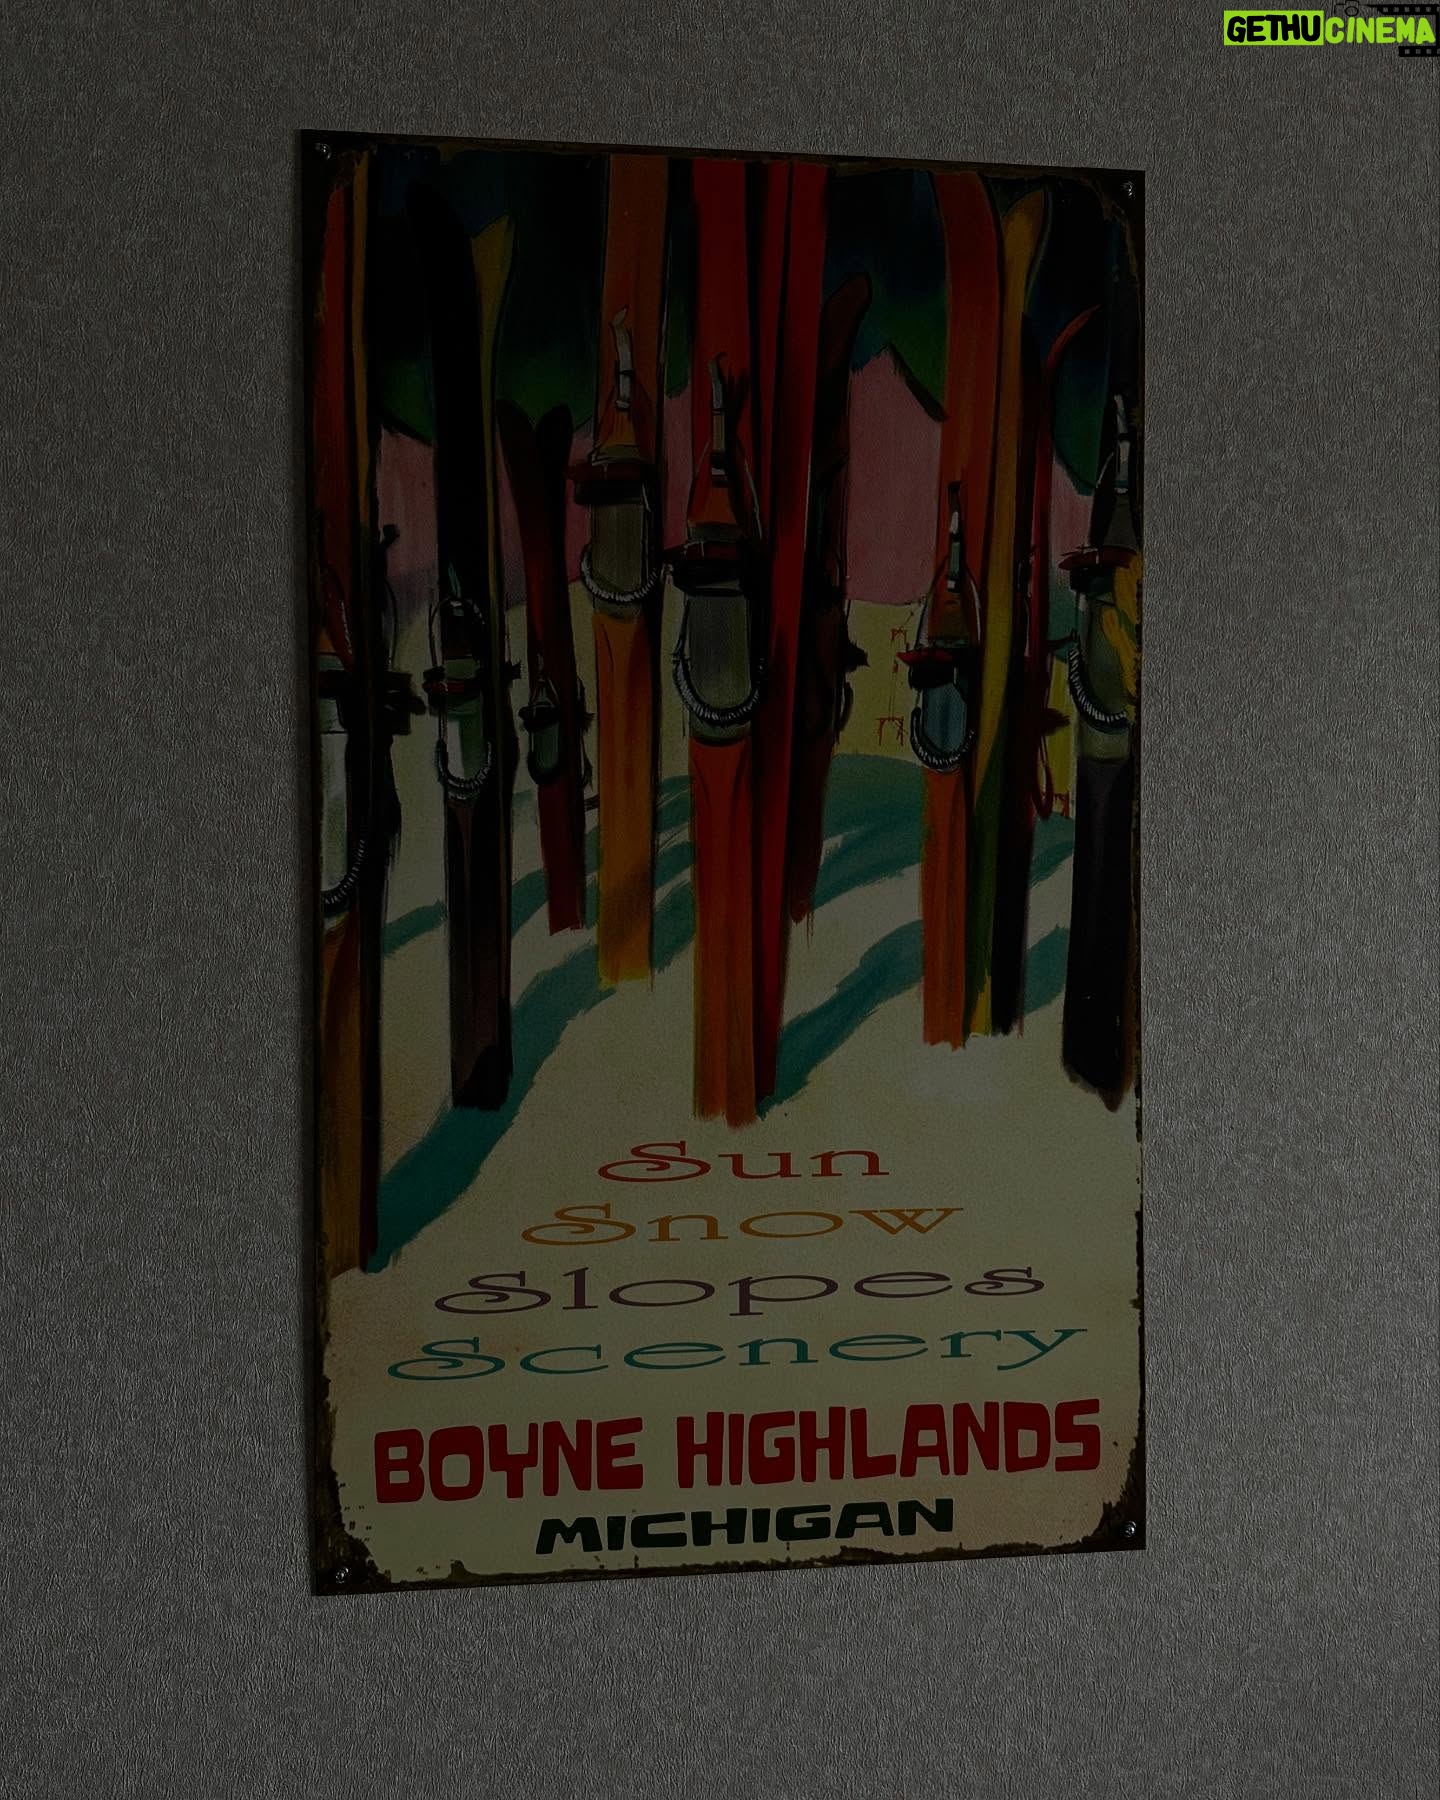 GETHUCINEMA
Sun
Snow
Slopes
Scenery
BOYNE HIGHLANDS
MICHIGAN